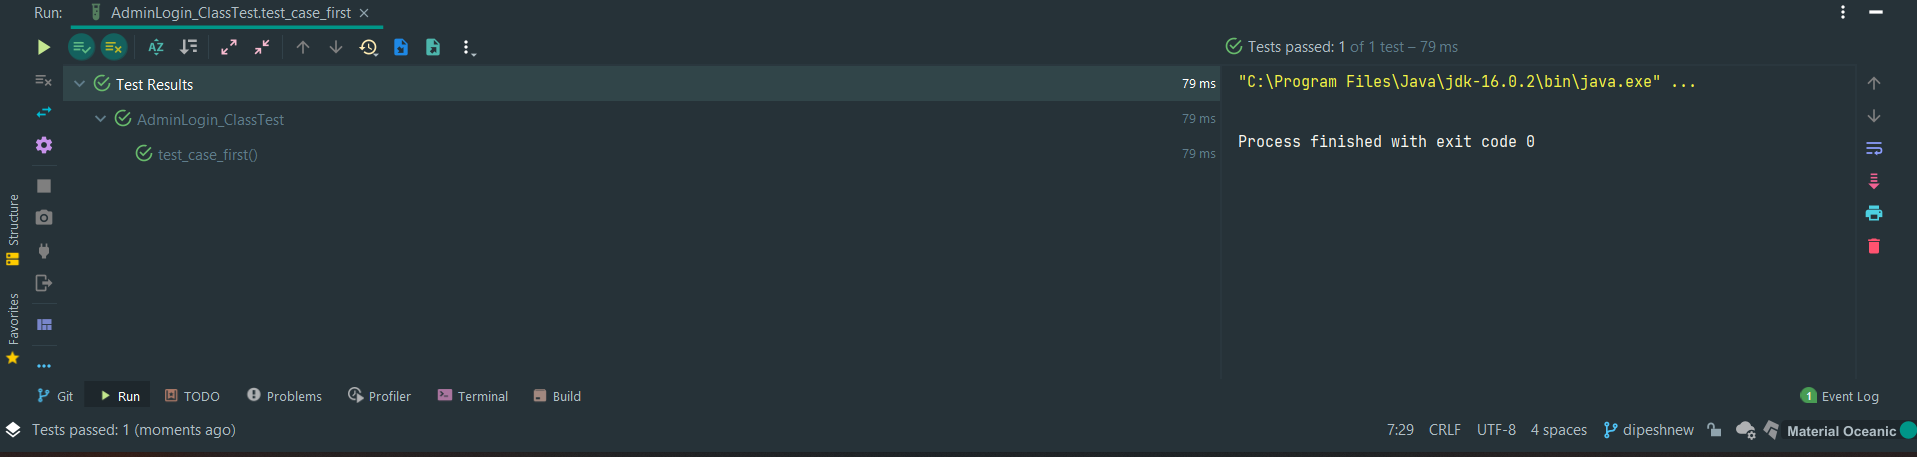 Run: AdminLogin_ClassTest.test_case_first
Tests passed: 1 of 1 test – 79 ms
Test Results 79 ms
AdminLogin_ClassTest 79 ms
test_case_first() 79 ms
"C:\Program Files\Java\jdk-16.0.2\bin\java.exe" ...
Process finished with exit code 0
Structure
Favorites
Git Run TODO Problems Profiler Terminal Build 1 Event Log
Tests passed: 1 (moments ago) 7:29 CRLF UTF-8 4 spaces dipeshnew Material Oceanic